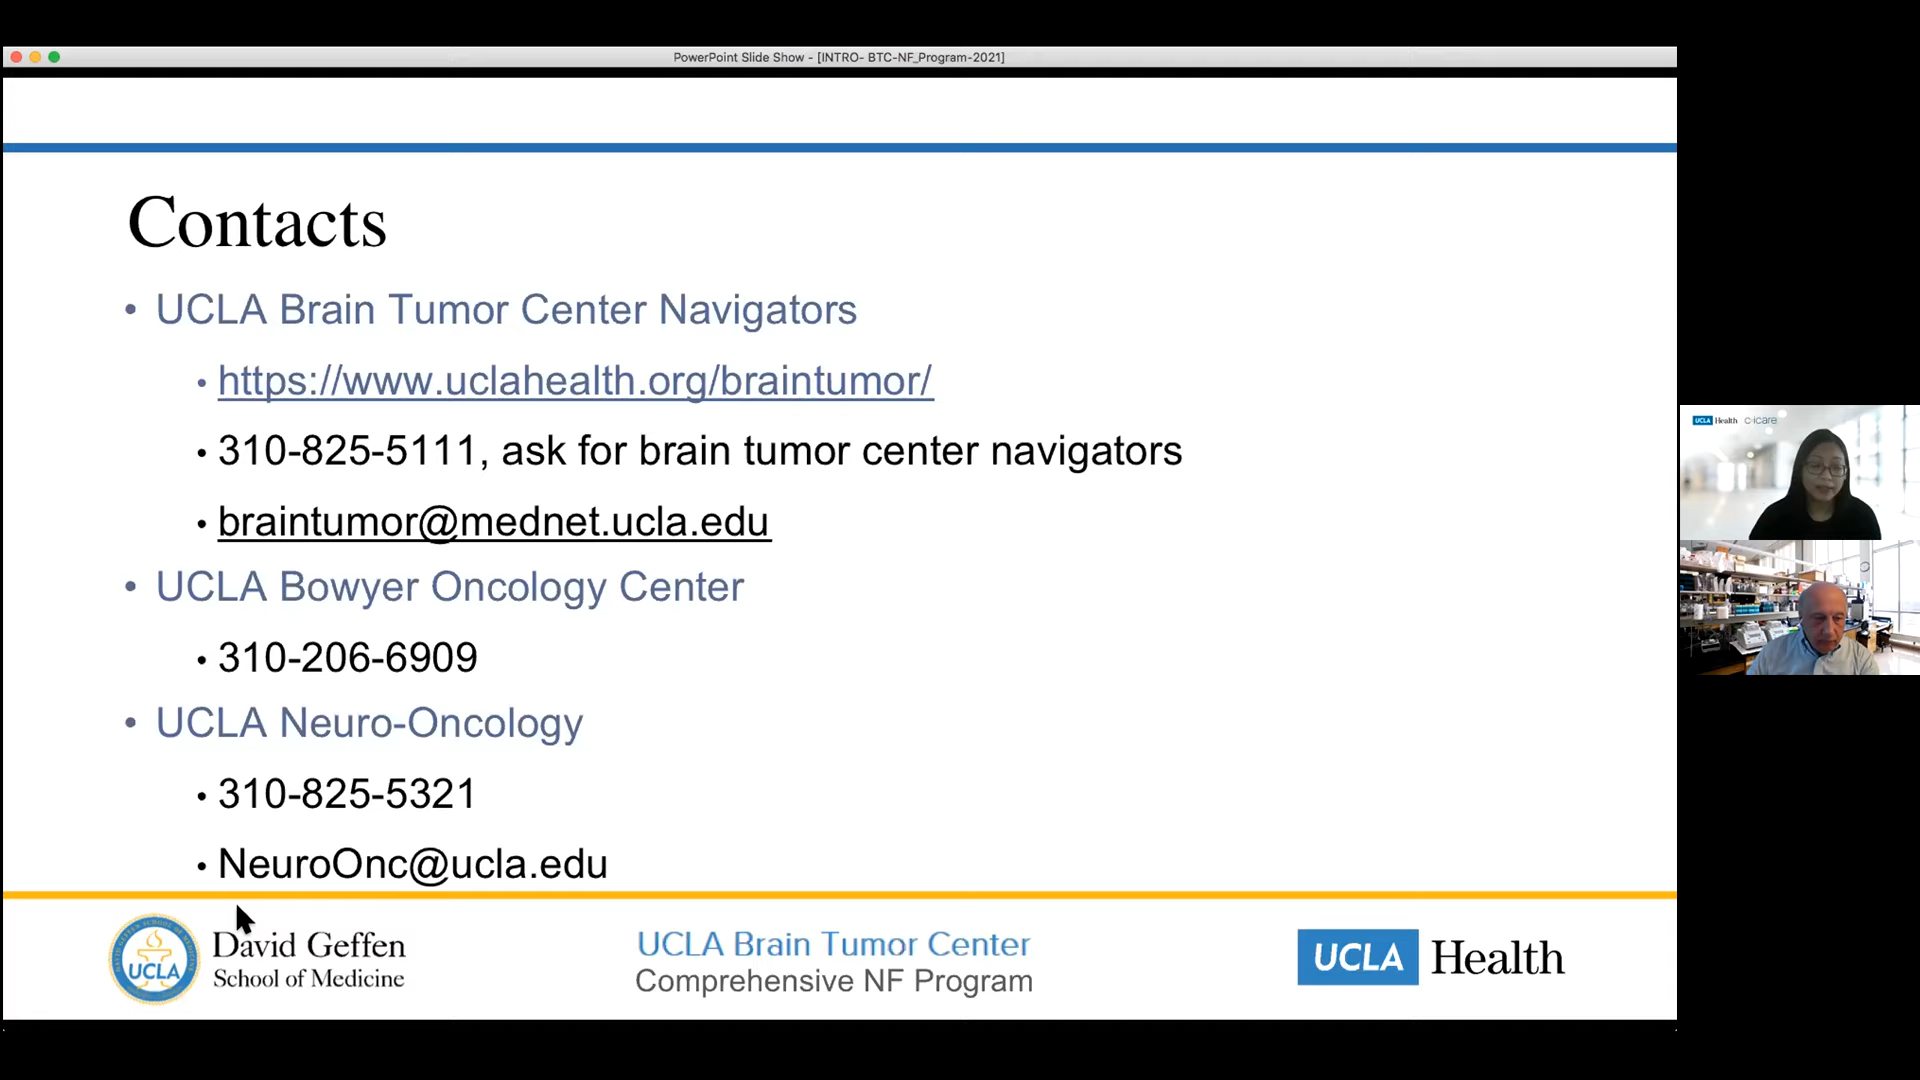 PowerPoint Slide Show - [INTRO- BTC-NF_Program-2021]
Contacts
• UCLA Brain Tumor Center Navigators
• https://www.uclahealth.org/braintumor/
• 310-825-5111, ask for brain tumor center navigators
• braintumor@mednet.ucla.edu
• UCLA Bowyer Oncology Center
• 310-206-6909
• UCLA Neuro-Oncology
• 310-825-5321
• NeuroOnc@ucla.edu
UCLA
David Geffen
School of Medicine
UCLA Brain Tumor Center
Comprehensive NF Program
UCLA Health
UCLA Health c·icare